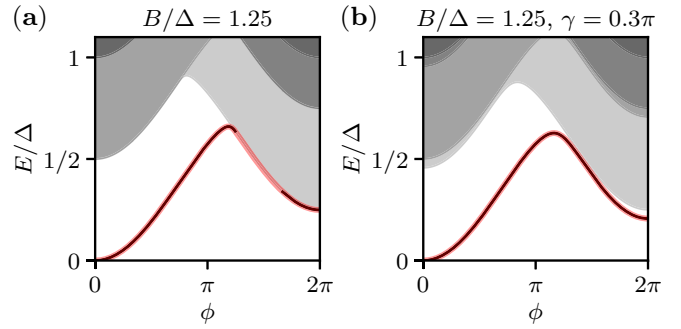 (a) B/Δ = 1.25
1
1/2
0
E/Δ
0 π 2π
ϕ
(b) B/Δ = 1.25, γ = 0.3π
1
1/2
0
E/Δ
0 π 2π
ϕ